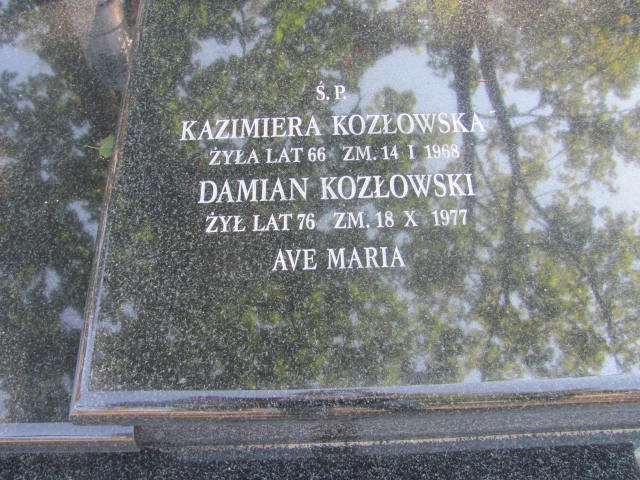 Ś. P.
KAZIMIERA KOZŁOWSKA
ŻYŁA LAT 66 ZM. 14 I 1968
DAMIAN KOZŁOWSKI
ŻYŁ LAT 76 ZM. 18 X 1977
AVE MARIA